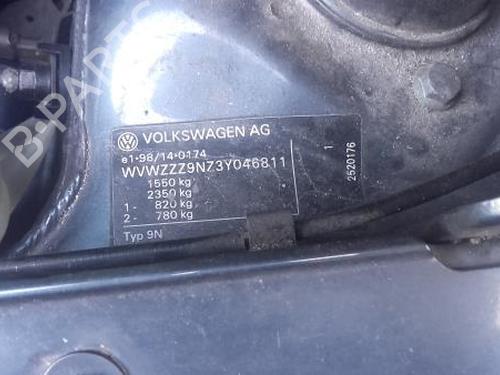 VOLKSWAGEN AG
e1*98/14*0174
WVWZZZ9NZ3Y046811
1550 kg
2350 kg
1- 820 kg
2- 780 kg
Typ 9N
1
2520176
B-PARTS